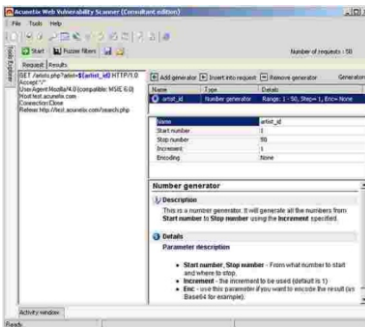 Acunetix Web Vulnerability Scanner (Consultant edition)
File Tools Help
Start Fuzzer filters Number of requests : 50
Tools Explorer
Request Results
GET /artists.php?artist=${artist_id} HTTP/1.0
Accept:*/*
User-Agent:Mozilla/4.0 (compatible; MSIE 6.0)
Host:test.acunetix.com
Connection:Close
Referer:http://test.acunetix.com/search.php
Add generator Insert into request Remove generator Generator
Name Type Details
artist_id Number generator Range: 1 - 50, Step= 1, Enc= None
Name artist_id
Start number 1
Stop number 50
Increment 1
Encoding None
Number generator
Description
This is a number generator. It will generate all the numbers from
Start number to Stop number using the Increment specified.
Details
Parameter description
Start number, Stop number - From what number to start
and where to stop.
Increment - the increment to be used (default is 1)
Enc - use this parameter if you want to encode the result (as
Base64 for example).
Activity window
Ready